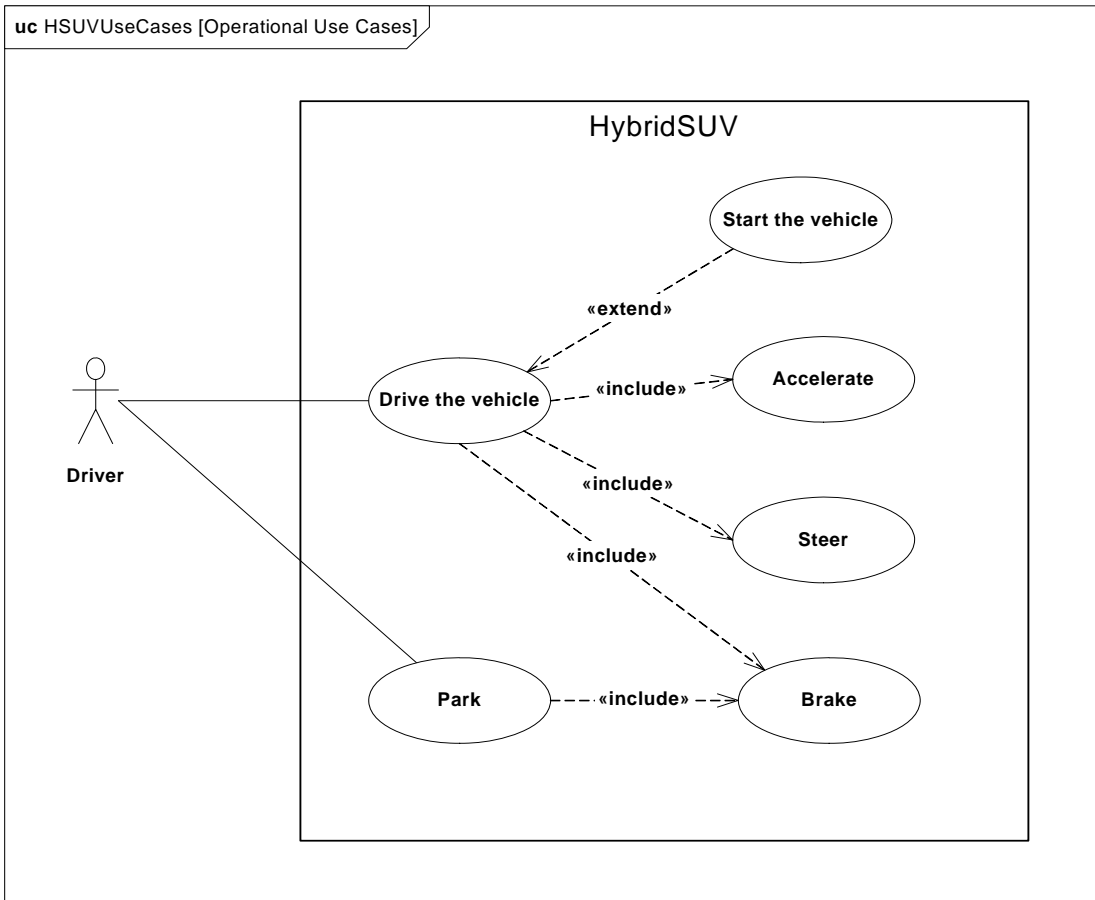 uc HSUVUseCases [Operational Use Cases]
HybridSUV
Start the vehicle
«extend»
Accelerate
«include»
Drive the vehicle
Driver
«include»
Steer
«include»
Park
«include»
Brake